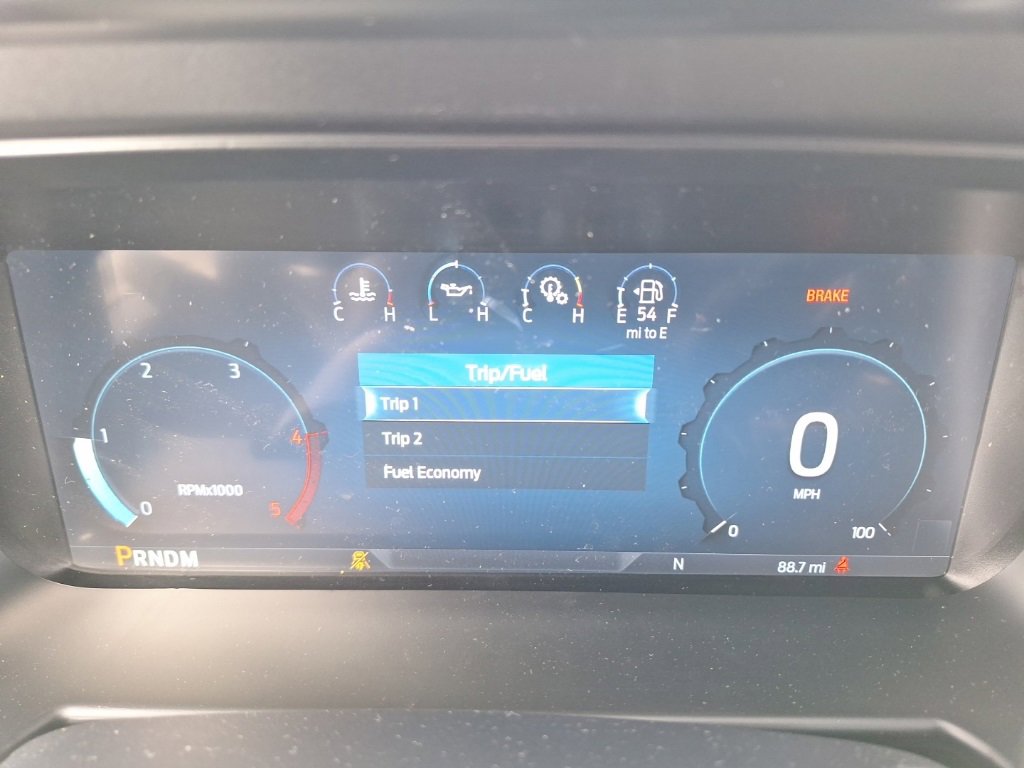 C H
L H
C H
E 54 F
mi to E
BRAKE
Trip/Fuel
Trip 1
Trip 2
Fuel Economy
0
1
2
3
4
5
RPMx1000
0
MPH
0
100
PRNDM
N
88.7 mi